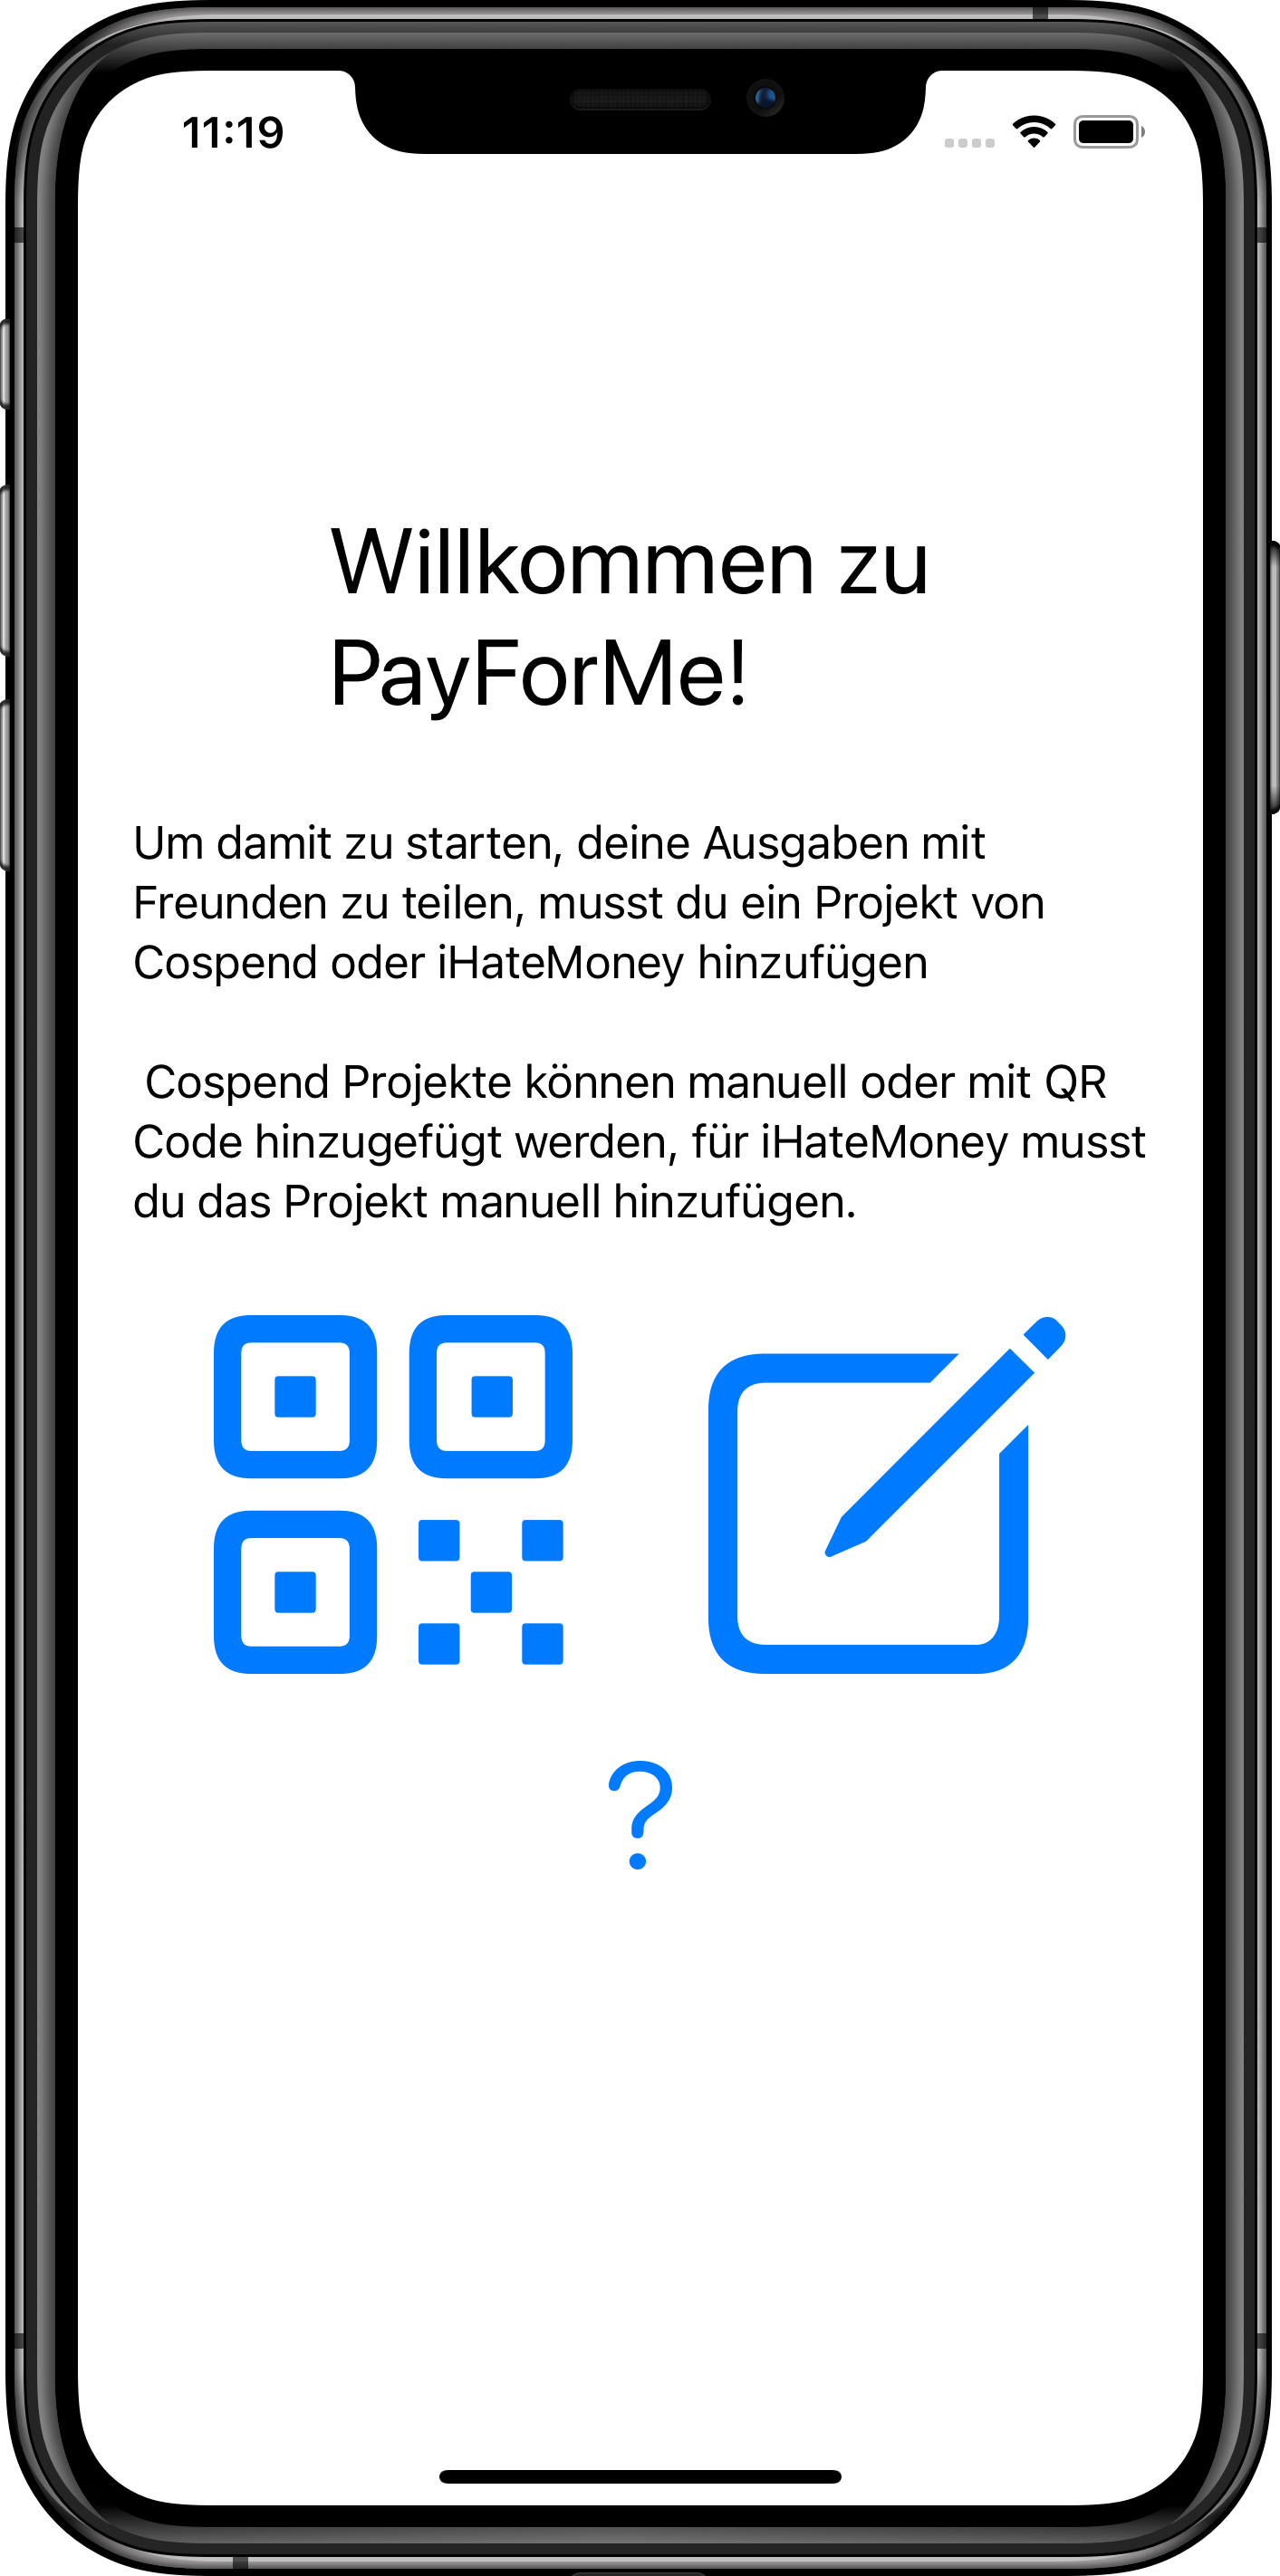 11:19
Willkommen zu
PayForMe!
Um damit zu starten, deine Ausgaben mit
Freunden zu teilen, musst du ein Projekt von
Cospend oder iHateMoney hinzufügen
Cospend Projekte können manuell oder mit QR
Code hinzugefügt werden, für iHateMoney musst
du das Projekt manuell hinzufügen.
?